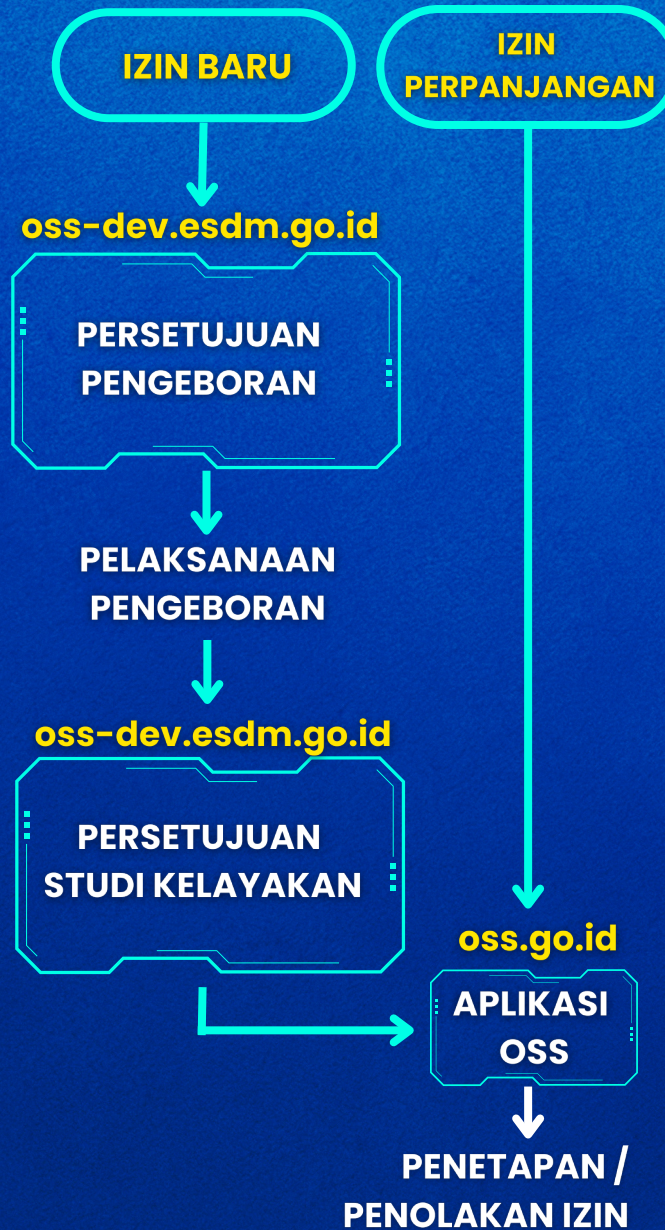 IZIN BARU
IZIN
PERPANJANGAN
oss-dev.esdm.go.id
PERSETUJUAN
PENGEBORAN
PELAKSANAAN
PENGEBORAN
oss-dev.esdm.go.id
PERSETUJUAN
STUDI KELAYAKAN
oss.go.id
APLIKASI
OSS
PENETAPAN /
PENOLAKAN IZIN